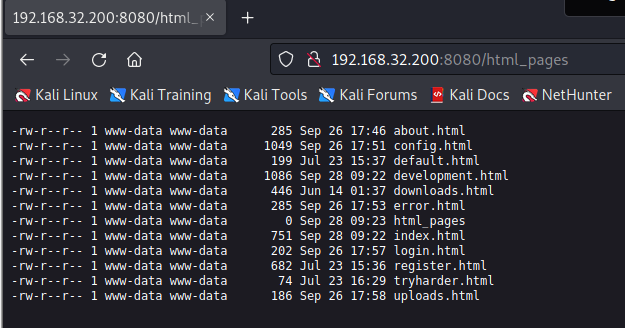 192.168.32.200:8080/html_
192.168.32.200:8080/html_pages
Kali Linux Kali Training Kali Tools Kali Forums Kali Docs NetHunter
-rw-r--r-- 1 www-data www-data 285 Sep 26 17:46 about.html
-rw-r--r-- 1 www-data www-data 1049 Sep 26 17:51 config.html
-rw-r--r-- 1 www-data www-data 199 Jul 23 15:37 default.html
-rw-r--r-- 1 www-data www-data 1086 Sep 28 09:22 development.html
-rw-r--r-- 1 www-data www-data 446 Jun 14 01:37 downloads.html
-rw-r--r-- 1 www-data www-data 285 Sep 26 17:53 error.html
-rw-r--r-- 1 www-data www-data 0 Sep 28 09:23 html_pages
-rw-r--r-- 1 www-data www-data 751 Sep 28 09:22 index.html
-rw-r--r-- 1 www-data www-data 202 Sep 26 17:57 login.html
-rw-r--r-- 1 www-data www-data 682 Jul 23 15:36 register.html
-rw-r--r-- 1 www-data www-data 74 Jul 23 16:29 tryharder.html
-rw-r--r-- 1 www-data www-data 186 Sep 26 17:58 uploads.html